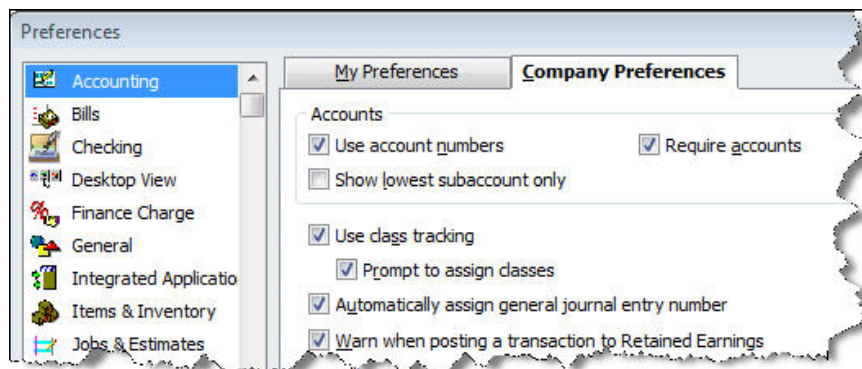 Preferences
Accounting
Bills
Checking
Desktop View
Finance Charge
General
Integrated Applicatio
Items & Inventory
Jobs & Estimates
My Preferences
Company Preferences
Accounts
Use account numbers
Require accounts
Show lowest subaccount only
Use class tracking
Prompt to assign classes
Automatically assign general journal entry number
Warn when posting a transaction to Retained Earnings